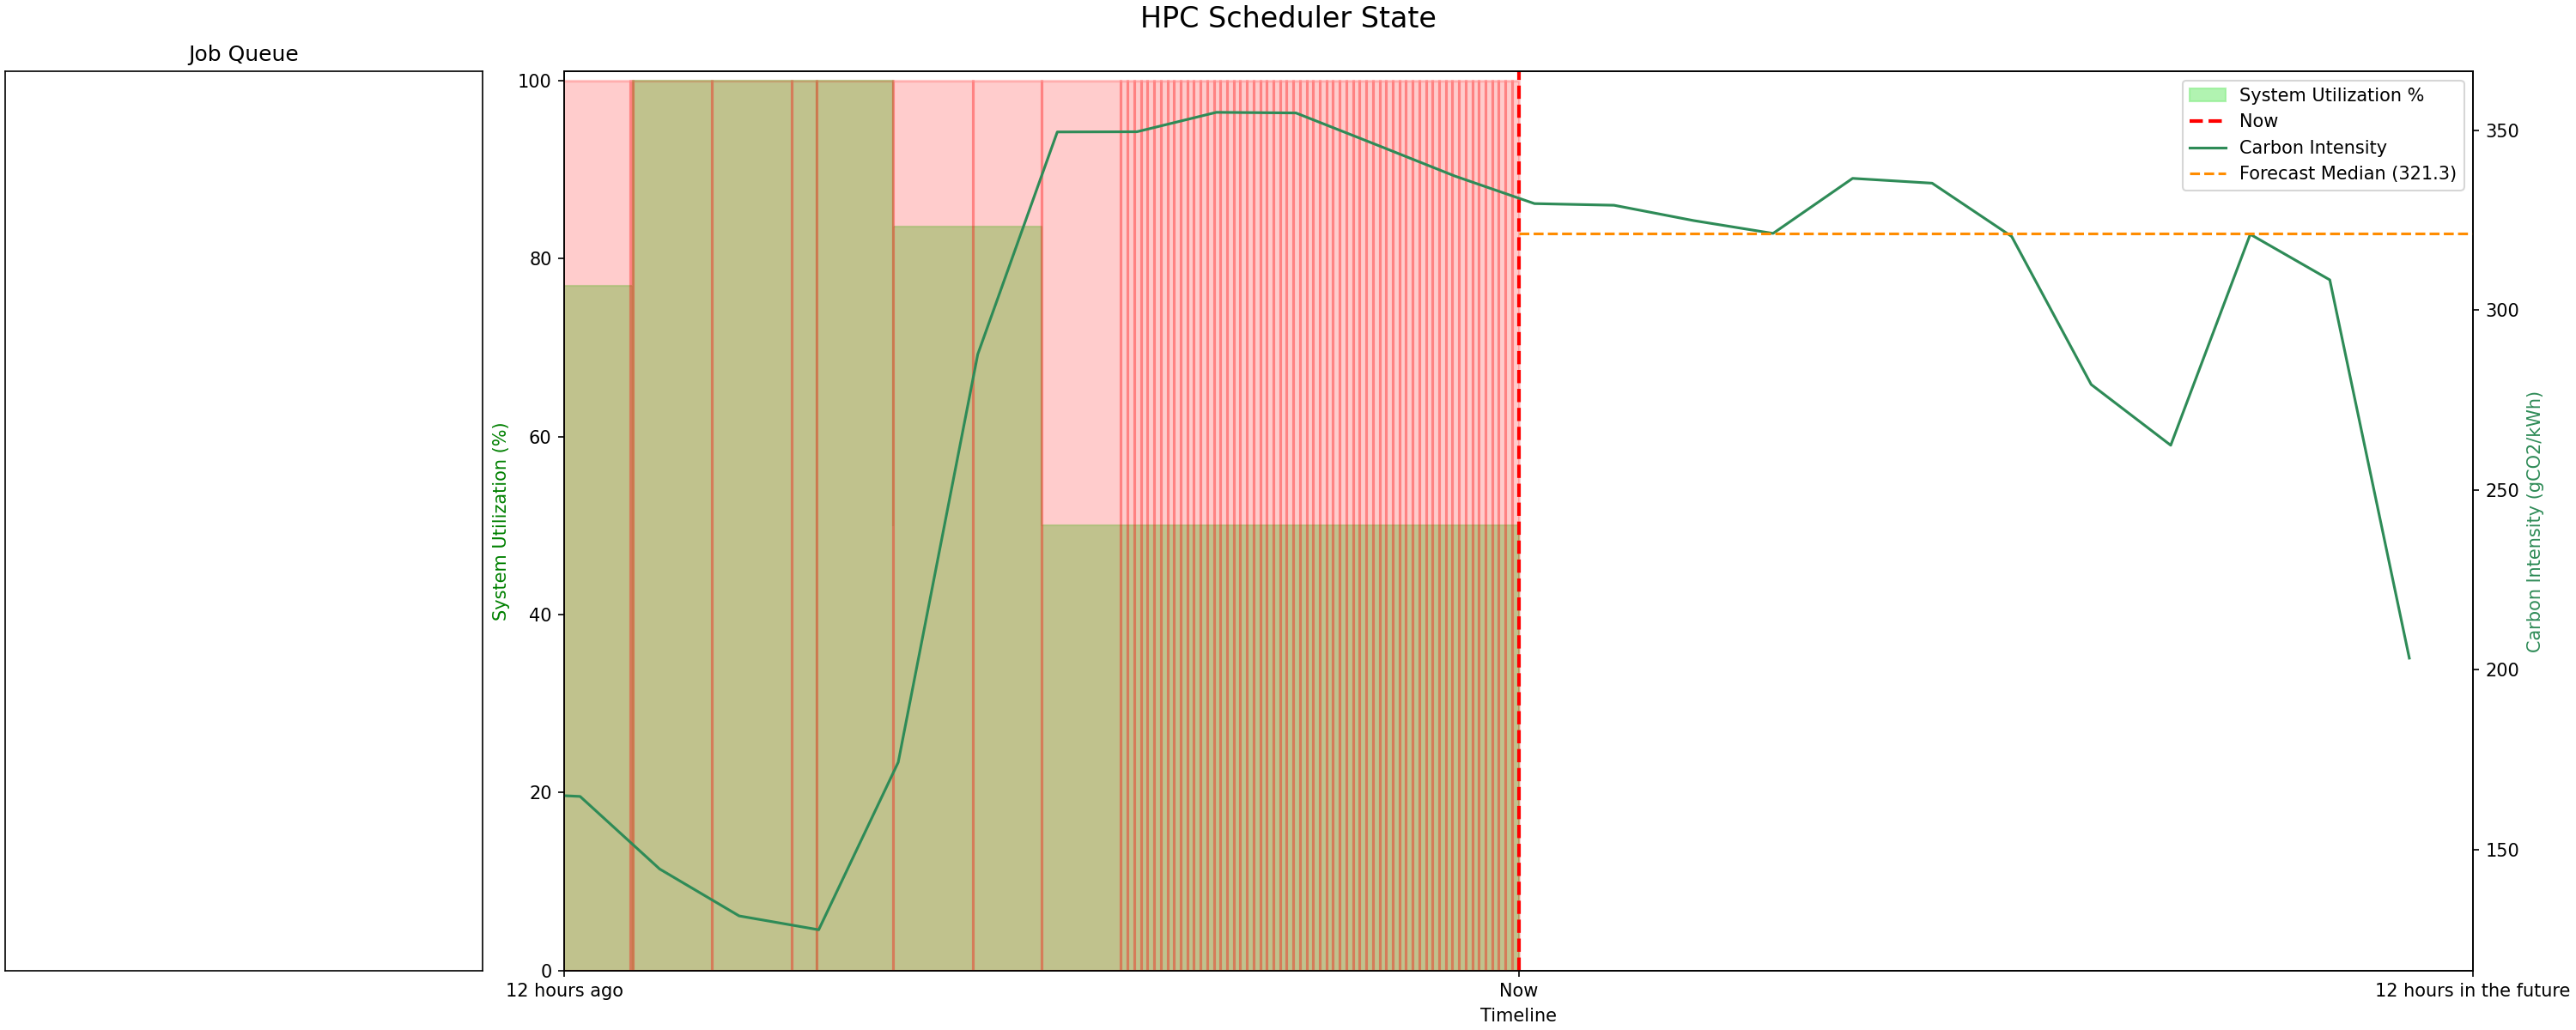 HPC Scheduler State
Job Queue
System Utilization (%)
100
80
60
40
20
0
System Utilization %
Now
Carbon Intensity
Forecast Median (321.3)
350
300
250
200
150
Carbon Intensity (gCO2/kWh)
12 hours ago
Now
12 hours in the future
Timeline